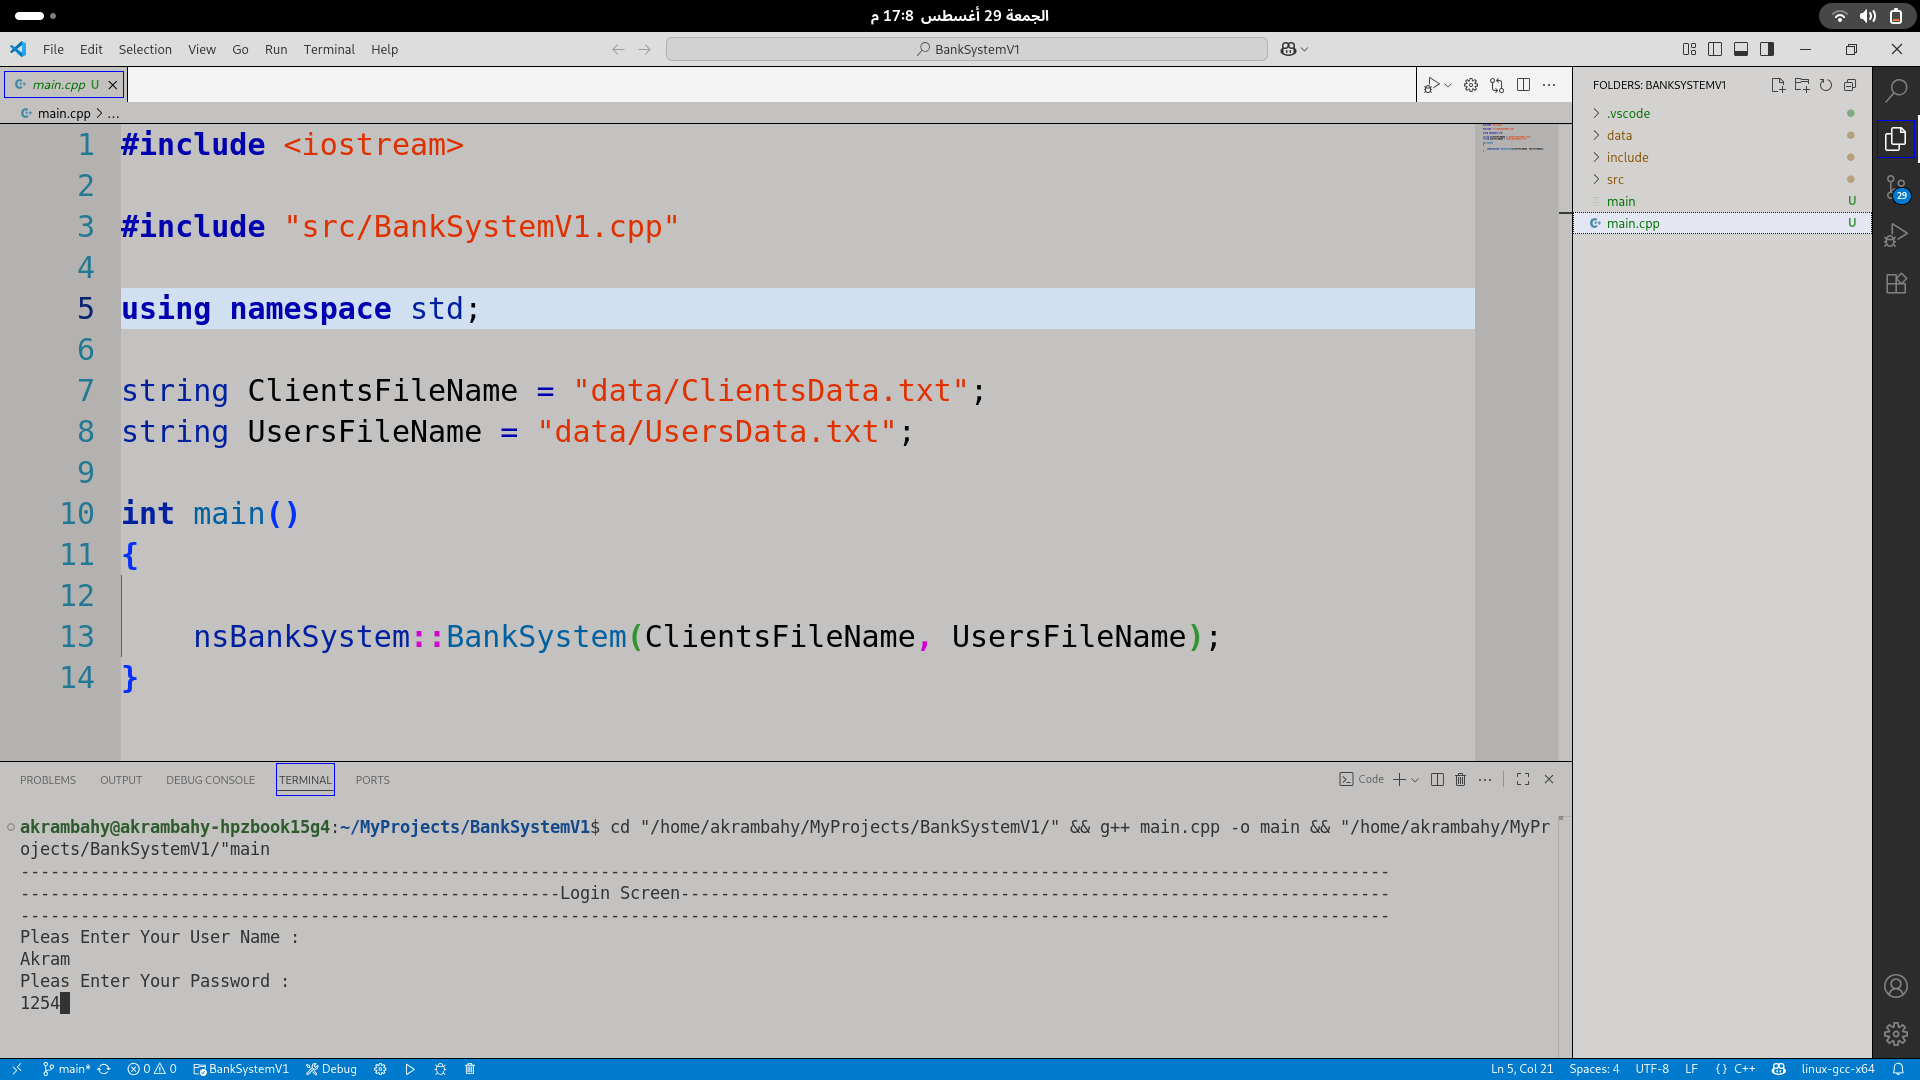 الجمعة 29 أغسطس 17:8 م
File Edit Selection View Go Run Terminal Help
BankSystemV1
main.cpp U
main.cpp > ...
1 #include <iostream>
2
3 #include "src/BankSystemV1.cpp"
4
5 using namespace std;
6
7 string ClientsFileName = "data/ClientsData.txt";
8 string UsersFileName = "data/UsersData.txt";
9
10 int main()
11 {
12
13 nsBankSystem::BankSystem(ClientsFileName, UsersFileName);
14 }
FOLDERS: BANKSYSTEMV1
.vscode
data
include
src
main U
main.cpp U
29
PROBLEMS OUTPUT DEBUG CONSOLE TERMINAL PORTS
Code
akrambahy@akrambahy-hpzbook15g4:~/MyProjects/BankSystemV1$ cd "/home/akrambahy/MyProjects/BankSystemV1/" && g++ main.cpp -o main && "/home/akrambahy/MyPr
ojects/BankSystemV1/"main
-----------------------------------------------------------------------------------------------------------------------------------------
------------------------------------------------------Login Screen-----------------------------------------------------------------------
-----------------------------------------------------------------------------------------------------------------------------------------
Pleas Enter Your User Name :
Akram
Pleas Enter Your Password :
1254
main* 0 0 BankSystemV1 Debug
Ln 5, Col 21 Spaces: 4 UTF-8 LF {} C++ linux-gcc-x64